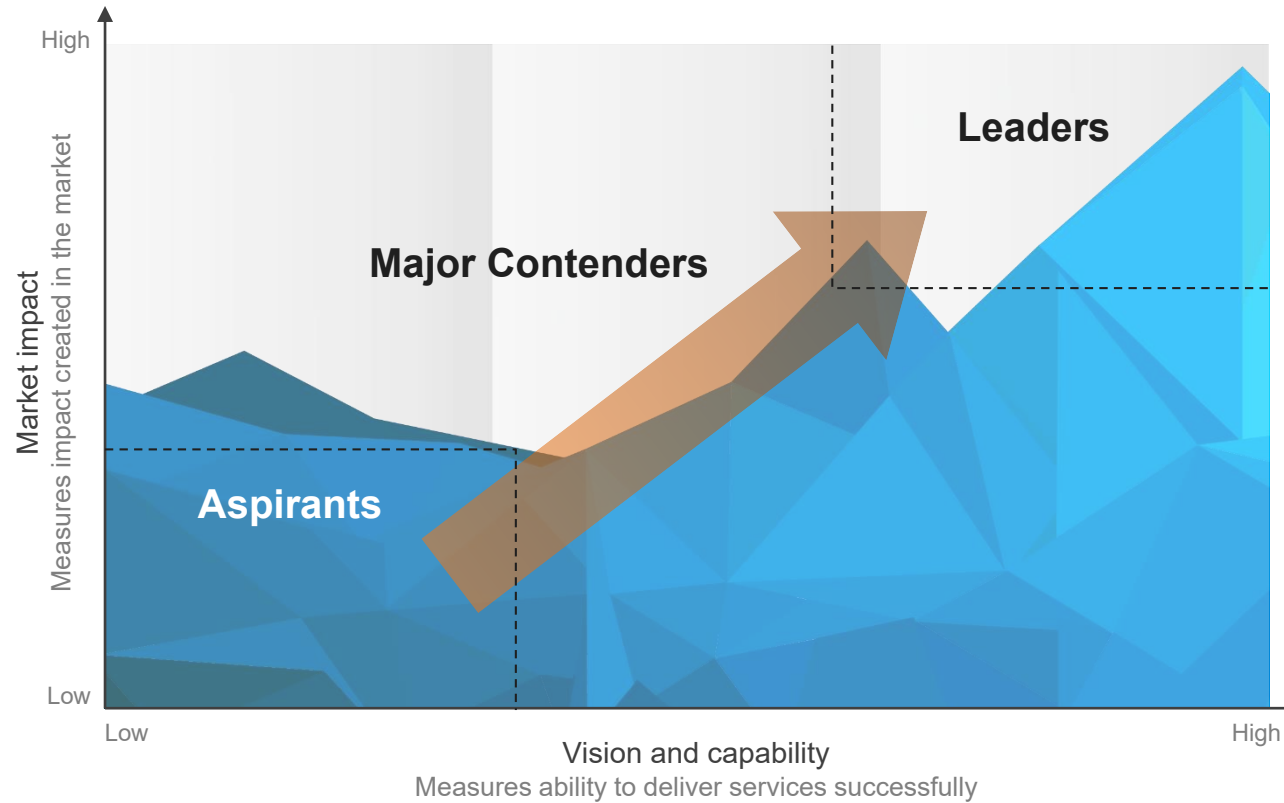 High
Leaders
Major Contenders
Market impact
Measures impact created in the market
Aspirants
Low
Low
High
Vision and capability
Measures ability to deliver services successfully